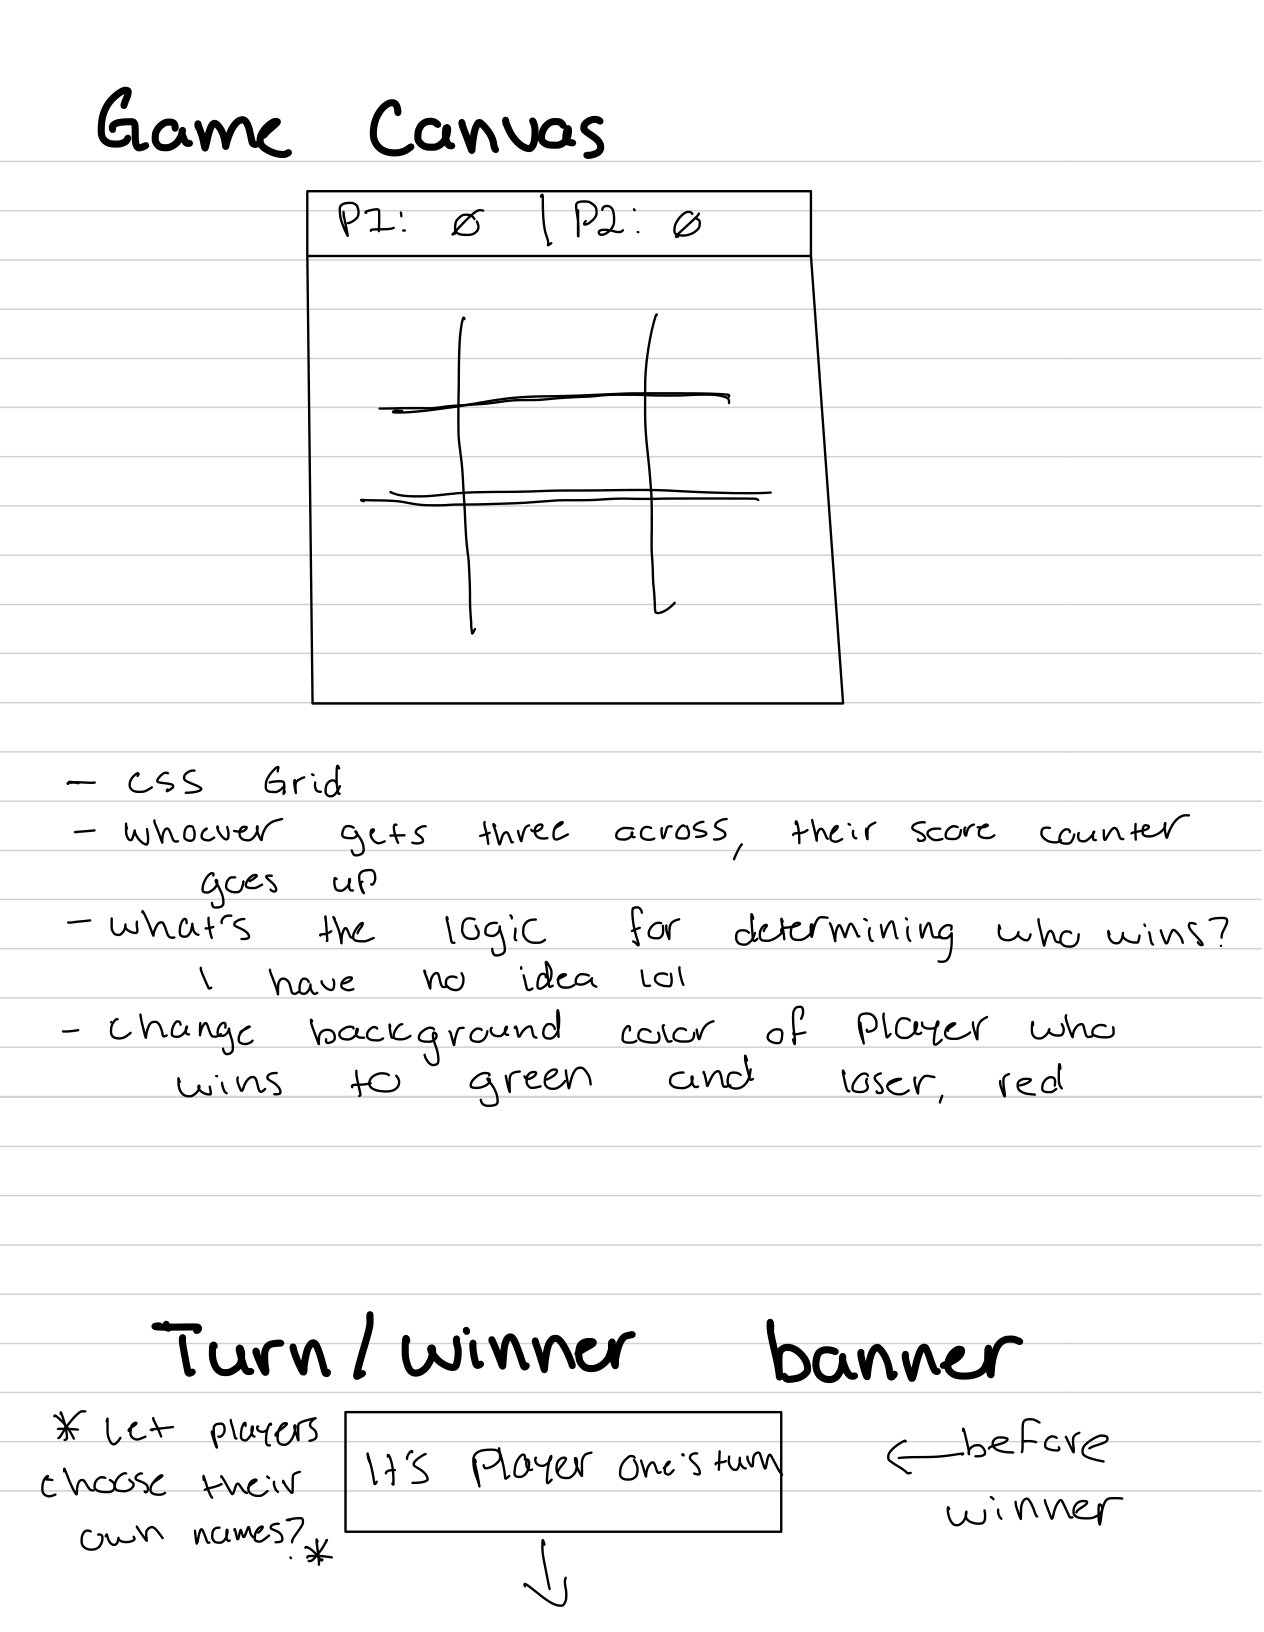 Game Canvas
P1: 0 | P2: 0
- CSS Grid
- whoever gets three across, their score counter
goes up
- what's the logic for determining who wins?
I have no idea lol
- change background color of player who
wins to green and loser, red
Turn/winner banner
* Let players
choose their
own names? *
It's Player one's turn
← before
winner
↓